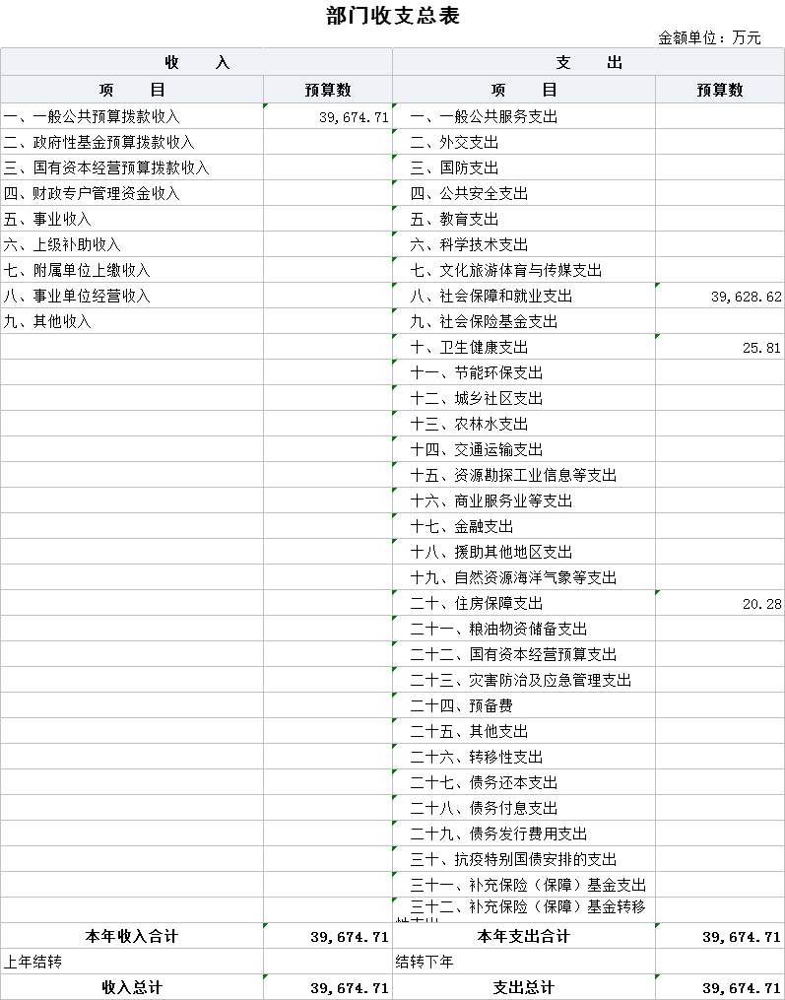 部门收支总表
金额单位：万元
收 入 支 出
项 目 预算数 项 目 预算数
一、一般公共预算拨款收入 39,674.71 一、一般公共服务支出
二、政府性基金预算拨款收入 二、外交支出
三、国有资本经营预算拨款收入 三、国防支出
四、财政专户管理资金收入 四、公共安全支出
五、事业收入 五、教育支出
六、上级补助收入 六、科学技术支出
七、附属单位上缴收入 七、文化旅游体育与传媒支出
八、事业单位经营收入 八、社会保障和就业支出 39,628.62
九、其他收入 九、社会保险基金支出
十、卫生健康支出 25.81
十一、节能环保支出
十二、城乡社区支出
十三、农林水支出
十四、交通运输支出
十五、资源勘探工业信息等支出
十六、商业服务业等支出
十七、金融支出
十八、援助其他地区支出
十九、自然资源海洋气象等支出
二十、住房保障支出 20.28
二十一、粮油物资储备支出
二十二、国有资本经营预算支出
二十三、灾害防治及应急管理支出
二十四、预备费
二十五、其他支出
二十六、转移性支出
二十七、债务还本支出
二十八、债务付息支出
二十九、债务发行费用支出
三十、抗疫特别国债安排的支出
三十一、补充保险（保障）基金支出
三十二、补充保险（保障）基金转移
本年收入合计 39,674.71 本年支出合计 39,674.71
上年结转 结转下年
收入总计 39,674.71 支出总计 39,674.71